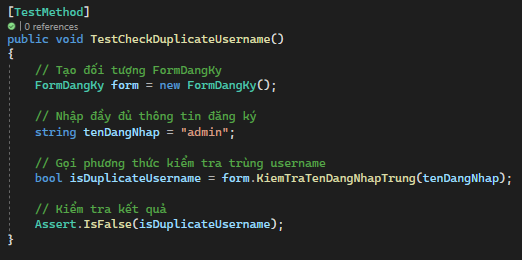 [TestMethod]
| 0 references
public void TestCheckDuplicateUsername()
{
// Tạo đối tượng FormDangKy
FormDangKy form = new FormDangKy();
// Nhập đầy đủ thông tin đăng ký
string tenDangNhap = "admin";
// Gọi phương thức kiểm tra trùng username
bool isDuplicateUsername = form.KiemTraTenDangNhapTrung(tenDangNhap);
// Kiểm tra kết quả
Assert.IsFalse(isDuplicateUsername);
}